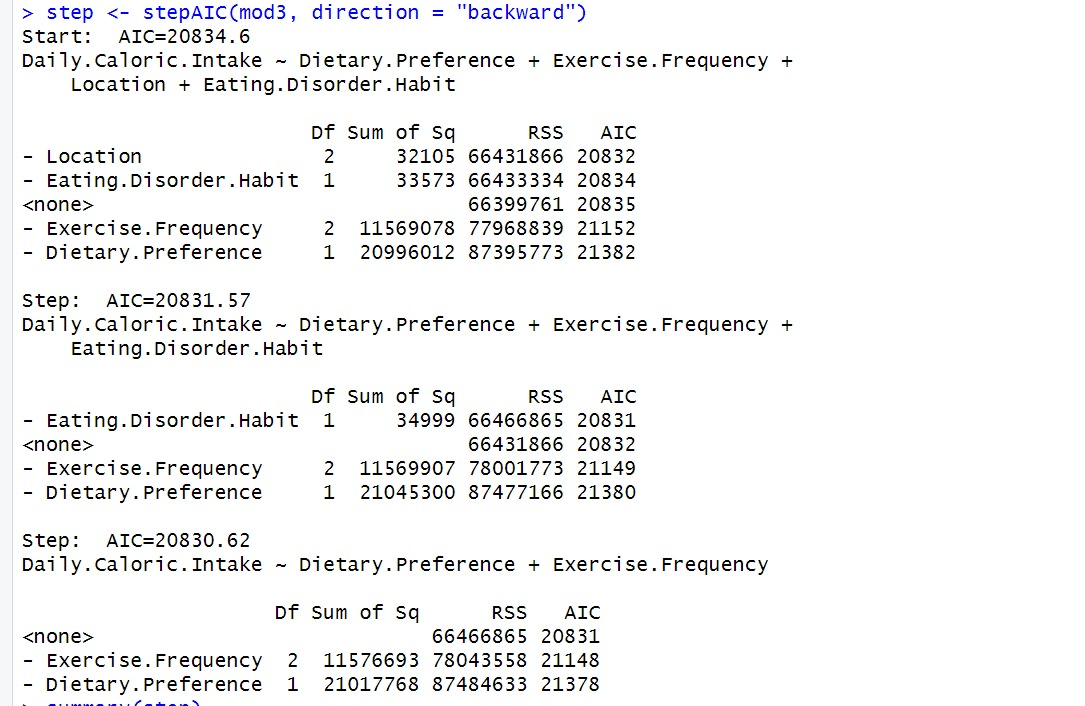 > step <- stepAIC(mod3, direction = "backward")
Start:  AIC=20834.6
Daily.Caloric.Intake ~ Dietary.Preference + Exercise.Frequency +
    Location + Eating.Disorder.Habit
                        Df Sum of Sq      RSS   AIC
- Location               2     32105 66431866 20832
- Eating.Disorder.Habit  1     33573 66433334 20834
<none>                               66399761 20835
- Exercise.Frequency     2  11569078 77968839 21152
- Dietary.Preference     1  20996012 87395773 21382
Step:  AIC=20831.57
Daily.Caloric.Intake ~ Dietary.Preference + Exercise.Frequency +
    Eating.Disorder.Habit
                        Df Sum of Sq      RSS   AIC
- Eating.Disorder.Habit  1     34999 66466865 20831
<none>                               66431866 20832
- Exercise.Frequency     2  11569907 78001773 21149
- Dietary.Preference     1  21045300 87477166 21380
Step:  AIC=20830.62
Daily.Caloric.Intake ~ Dietary.Preference + Exercise.Frequency
                     Df Sum of Sq      RSS   AIC
<none>                            66466865 20831
- Exercise.Frequency  2  11576693 78043558 21148
- Dietary.Preference  1  21017768 87484633 21378
> summary(step)